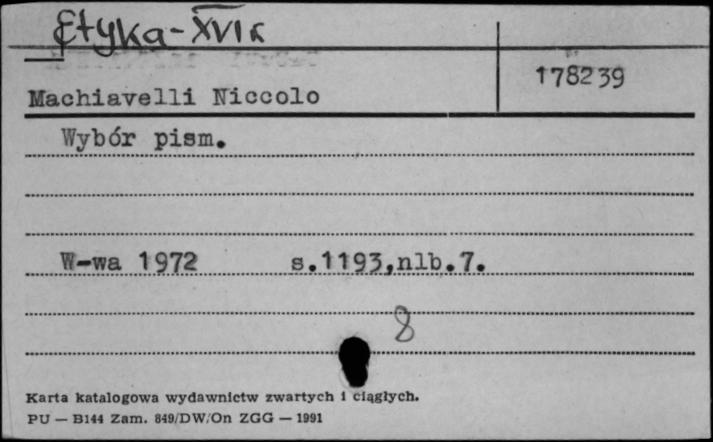 Etyka-XVI w
178239
Machiavelli Niccolo
Wybór pism.
W-wa 1972 s.1193,nlb.7.
8
Karta katalogowa wydawnictw zwartych i ciągłych.
PU — B144 Zam. 849/DW/On ZGG — 1991